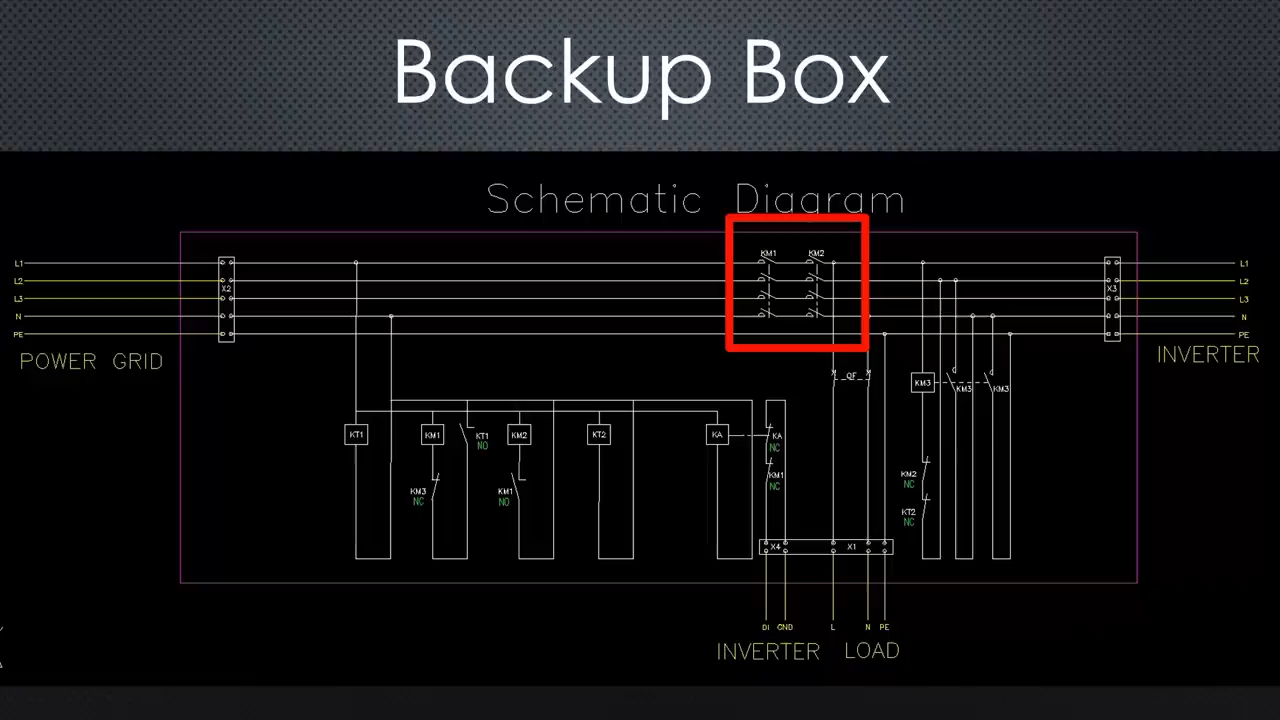 Backup Box
Schematic Diagram
KM1 KM2
L1 L1
L2 L2
X2 X3
L3 L3
N N
PE PE
POWER GRID
INVERTER
QF
KM3 KM3 KM3
KT1 KM1 KT1 KM2 KT2 KA KA
NO NC
KM2
NC
KM1
NC
KM3 KM1
NC NO
KT2
NC
X4 X1
DI GND L N PE
INVERTER LOAD